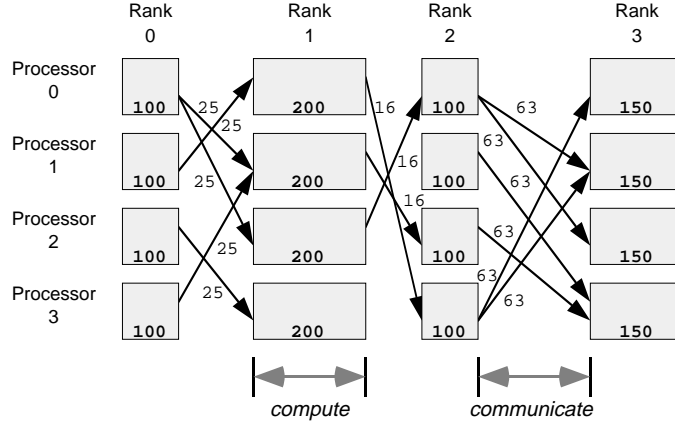 Rank Rank Rank Rank
0 1 2 3
Processor
0
100 25 200 16 100 63 150
25
Processor
1
100 25 200 16 100 63 63 150
16
Processor
2
100 25 200 100 63 150
Processor
3
100 25 200 100 63 63 150
compute communicate